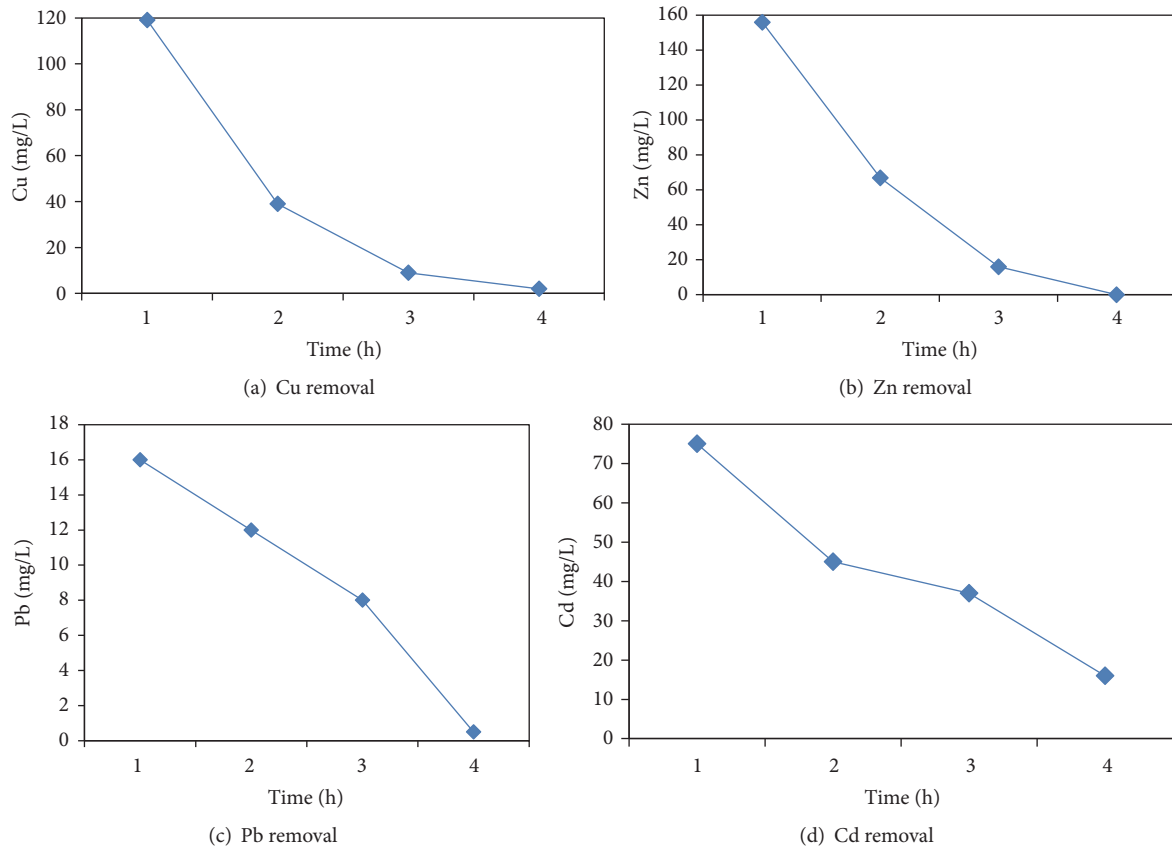 120
100
80
60
40
20
0
Cu (mg/L)
1 2 3 4
Time (h)
(a) Cu removal
160
140
120
100
80
60
40
20
0
Zn (mg/L)
1 2 3 4
Time (h)
(b) Zn removal
18
16
14
12
10
8
6
4
2
0
Pb (mg/L)
1 2 3 4
Time (h)
(c) Pb removal
80
70
60
50
40
30
20
10
0
Cd (mg/L)
1 2 3 4
Time (h)
(d) Cd removal